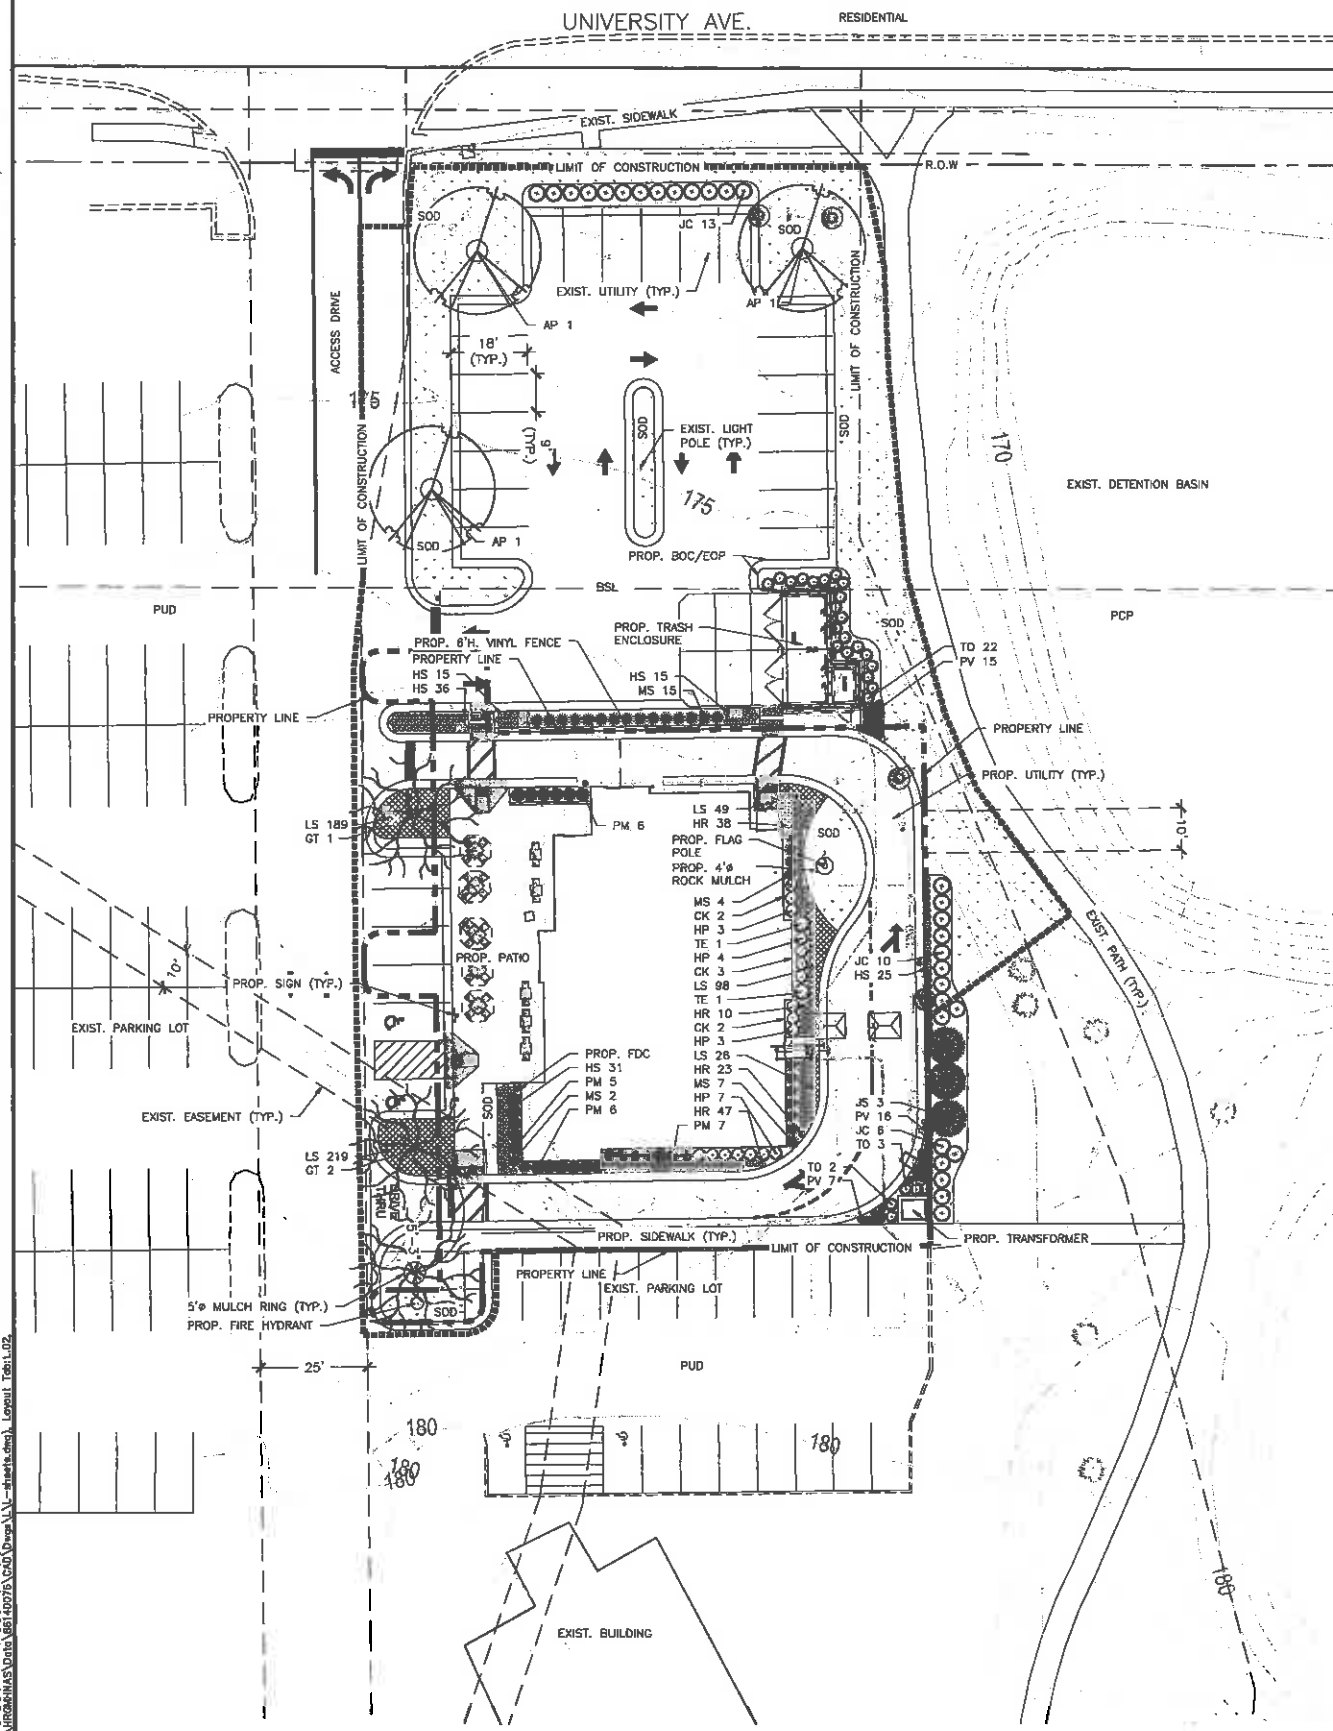 UNIVERSITY AVE.
RESIDENTIAL
EXIST. SIDEWALK
LIMIT OF CONSTRUCTION
R.O.W
SOD
JC 13
SOD
EXIST. UTILITY (TYP.)
AP 1
AP 1
ACCESS DRIVE
LIMIT OF CONSTRUCTION
18'
(TYP.)
175
9'
(TYP.)
SOD
EXIST. LIGHT
POLE (TYP.)
SOD
170
175
EXIST. DETENTION BASIN
LIMIT OF CONSTRUCTION
SOD
AP 1
PROP. BOC/EOP
BSL
PUD
PCP
PROP. TRASH
ENCLOSURE
SOD
PROP. 6'H. VINYL FENCE
PROPERTY LINE
HS 15
HS 36
HS 15
MS 15
TO 22
PV 15
PROPERTY LINE
PROPERTY LINE
PROP. UTILITY (TYP.)
10'
LS 189
GT 1
PM 6
LS 49
HR 38
PROP. FLAG
POLE
PROP. 4'ø
ROCK MULCH
SOD
MS 4
CK 2
HP 3
TE 1
HP 4
CK 3
LS 98
TE 1
HR 10
CK 2
HP 3
LS 26
HR 23
MS 7
HP 7
HR 47
PM 7
JC 10
HS 25
EXIST. PATH (TYP.)
10'
PROP. PATIO
PROP. SIGN (TYP.)
EXIST. PARKING LOT
EXIST. EASEMENT (TYP.)
PROP. FDC
HS 31
PM 5
MS 2
PM 6
SOD
JS 3
PV 16
JC 6
TO 3
LS 219
GT 2
DRIVE
THRU
TO 2
PV 7
PROP. SIDEWALK (TYP.)
LIMIT OF CONSTRUCTION
PROP. TRANSFORMER
PROPERTY LINE
EXIST. PARKING LOT
5'ø MULCH RING (TYP.)
PROP. FIRE HYDRANT
SOD
25'
PUD
180
180
180
180
180
EXIST. BUILDING